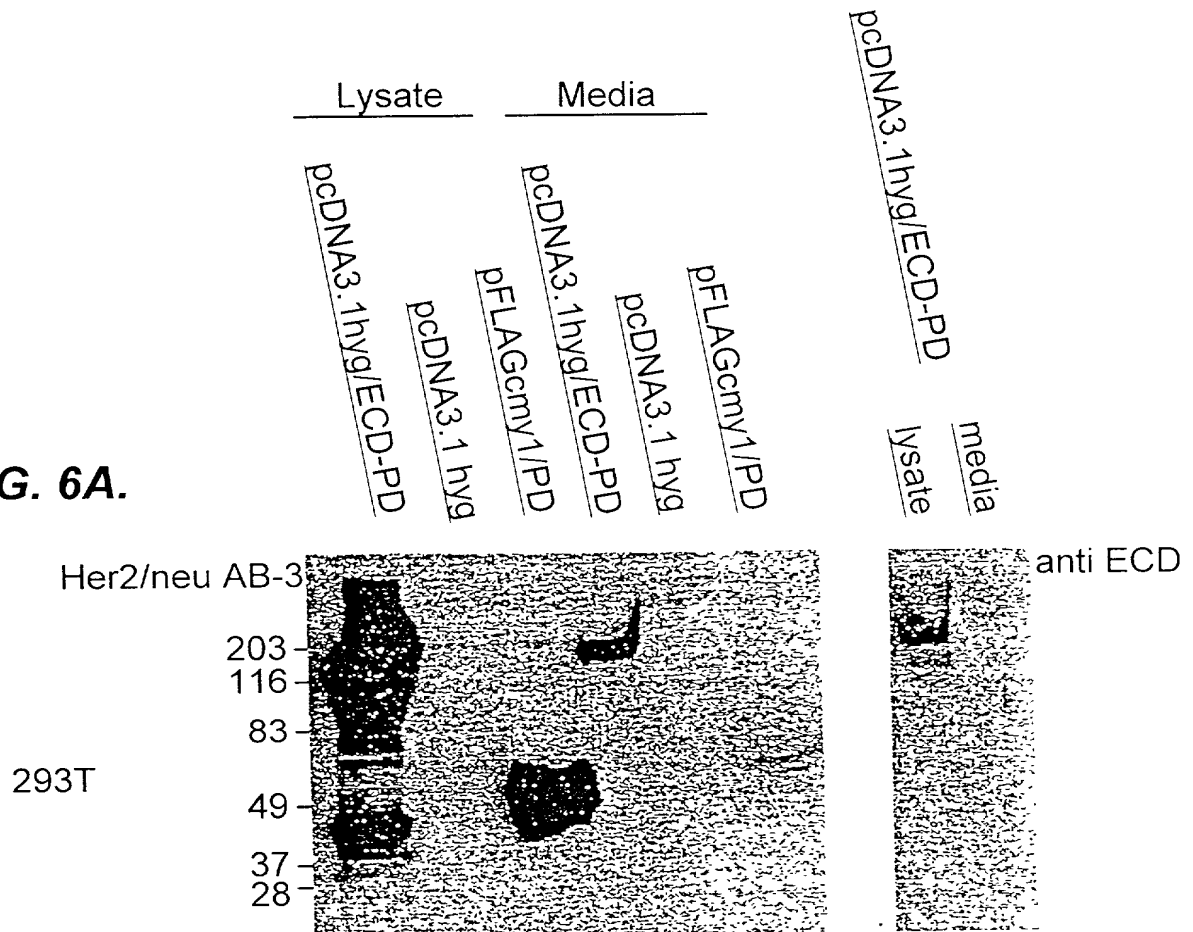 Lysate
Media
pcDNA3.1hyg/ECD-PD
pcDNA3.1 hyg
pFLAGcmy1/PD
pcDNA3.1hyg/ECD-PD
pcDNA3.1 hyg
pFLAGcmy1/PD
pcDNA3.1hyg/ECD-PD
lysate
media
G. 6A.
Her2/neu AB-3
anti ECD
203
116
83
293T
49
37
28